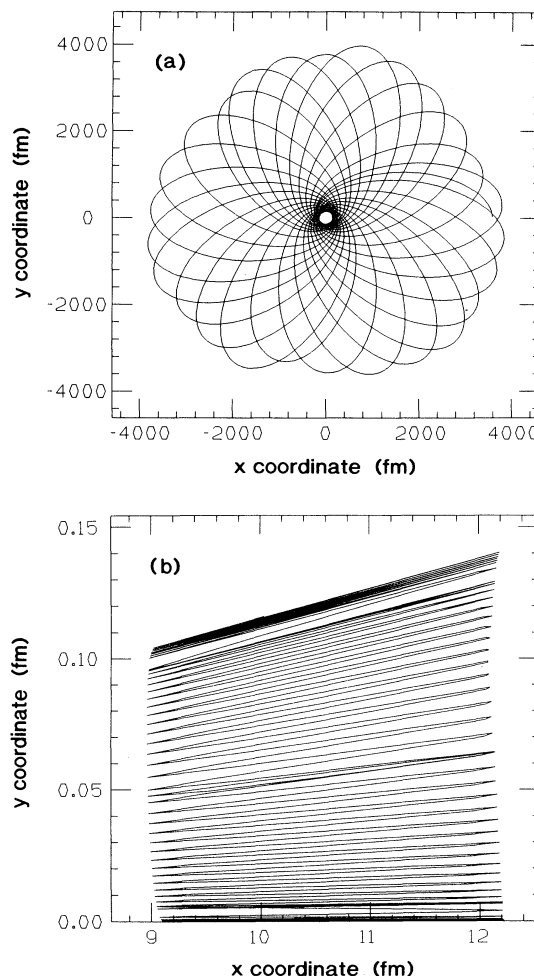 (a)
4000
2000
0
-2000
-4000
y coordinate (fm)
-4000 -2000 0 2000 4000
x coordinate (fm)
(b)
0.15
0.10
0.05
0.00
y coordinate (fm)
9 10 11 12
x coordinate (fm)